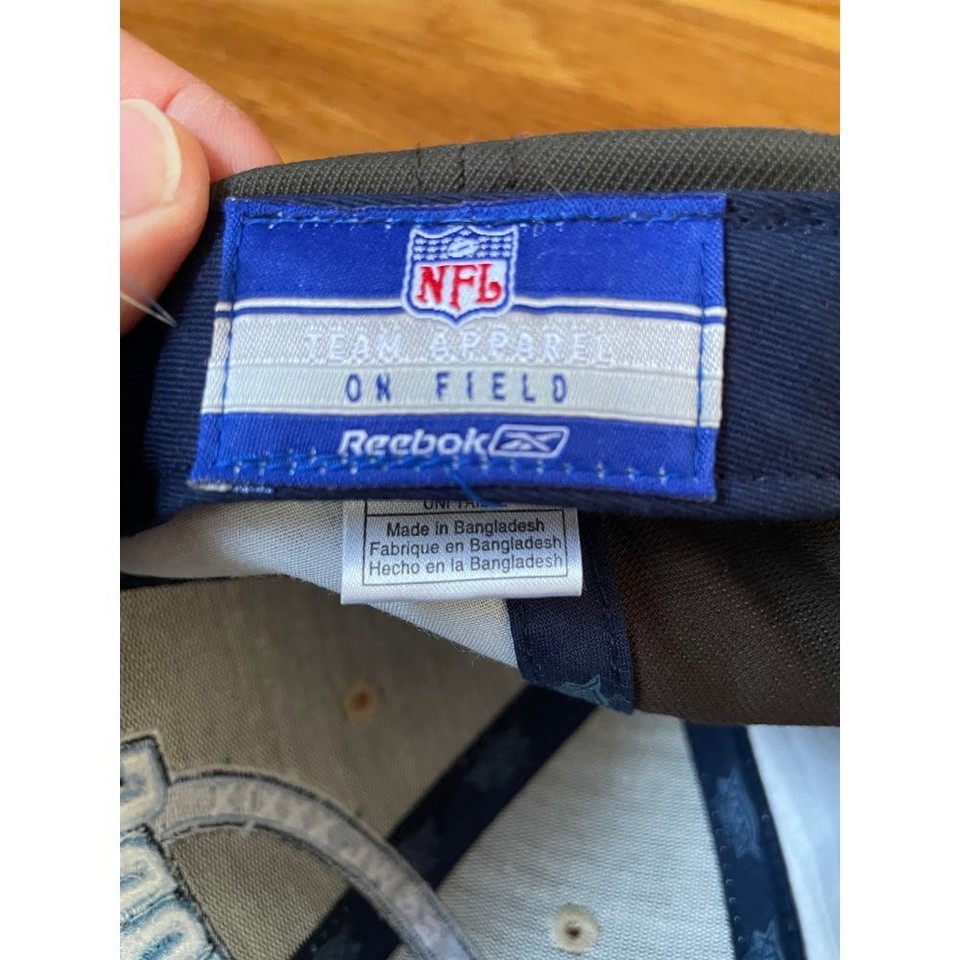 NFL
TEAM APPAREL
ON FIELD
Reebok
Made in Bangladesh
Fabrique en Bangladesh
Hecho en la Bangladesh